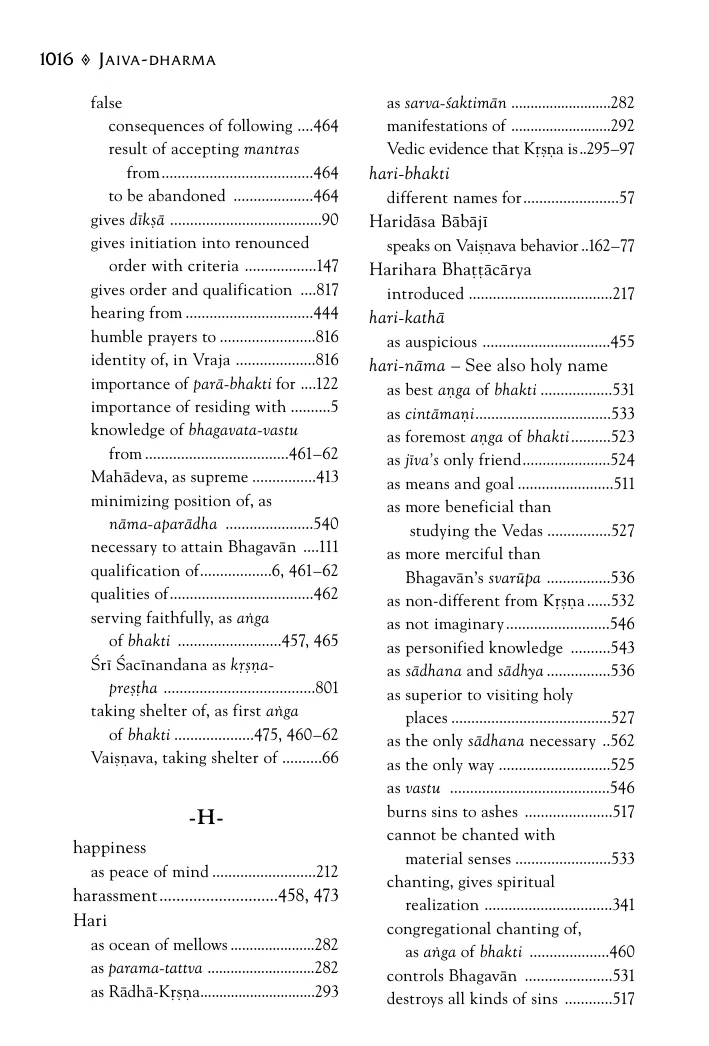 1016 ◊ JAIVA-DHARMA
false
consequences of following ....464
result of accepting mantras
from.....................................464
to be abandoned ....................464
gives dīkṣā ......................................90
gives initiation into renounced
order with criteria ..................147
gives order and qualification ....817
hearing from................................444
humble prayers to ........................816
identity of, in Vraja ....................816
importance of parā-bhakti for ....122
importance of residing with ..........5
knowledge of bhagavata-vastu
from ....................................461–62
Mahādeva, as supreme ................413
minimizing position of, as
nāma-aparādha ......................540
necessary to attain Bhagavān ....111
qualification of..................6, 461–62
qualities of....................................462
serving faithfully, as aṅga
of bhakti ..........................457, 465
Śrī Śacīnandana as kṛṣṇa-
preṣṭha ......................................801
taking shelter of, as first aṅga
of bhakti ....................475, 460–62
Vaiṣṇava, taking shelter of ..........66
-H-
happiness
as peace of mind ..........................212
harassment............................458, 473
Hari
as ocean of mellows......................282
as parama-tattva ...........................282
as Rādhā-Kṛṣṇa.............................293
as sarva-śaktimān .........................282
manifestations of .........................292
Vedic evidence that Kṛṣṇa is..295–97
hari-bhakti
different names for........................57
Haridāsa Bābājī
speaks on Vaiṣṇava behavior ..162–77
Harihara Bhaṭṭācārya
introduced ....................................217
hari-kathā
as auspicious ................................455
hari-nāma – See also holy name
as best aṇga of bhakti ..................531
as cintāmaṇi..................................533
as foremost aṇga of bhakti..........523
as jīva's only friend......................524
as means and goal ........................511
as more beneficial than
studying the Vedas ................527
as more merciful than
Bhagavān's svarūpa ................536
as non-different from Kṛṣṇa......532
as not imaginary..........................546
as personified knowledge ..........543
as sādhana and sādhya................536
as superior to visiting holy
places ........................................527
as the only sādhana necessary ..562
as the only way ............................525
as vastu ........................................546
burns sins to ashes ......................517
cannot be chanted with
material senses ........................533
chanting, gives spiritual
realization ................................341
congregational chanting of,
as aṅga of bhakti ....................460
controls Bhagavān ......................531
destroys all kinds of sins ............517